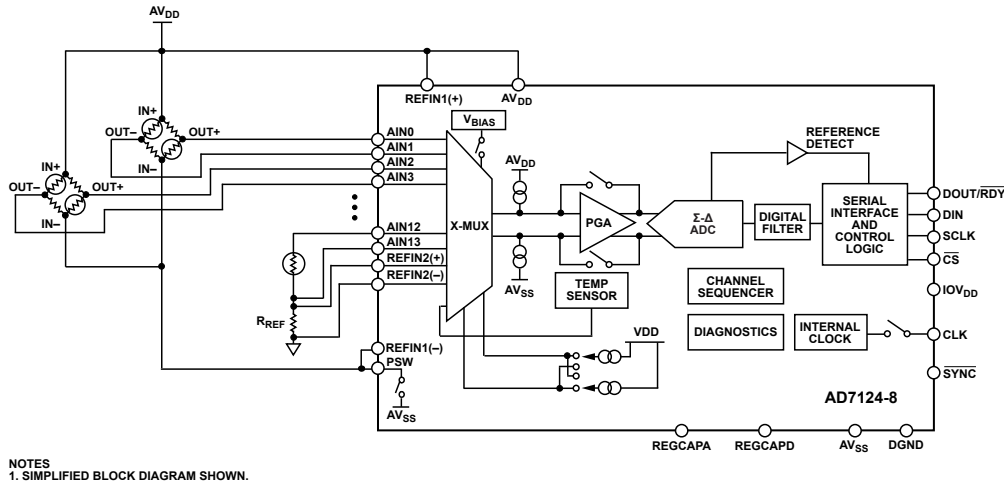 AVDD
IN+
OUT–
OUT+
IN–
IN+
OUT–
OUT+
IN–
RREF
REFIN1(+)
AVDD
VBIAS
AIN0
AIN1
AIN2
AIN3
AIN12
AIN13
REFIN2(+)
REFIN2(–)
REFIN1(–)
PSW
AVSS
X-MUX
AVDD
AVSS
PGA
TEMP
SENSOR
VDD
Σ-Δ
ADC
REFERENCE
DETECT
DIGITAL
FILTER
SERIAL
INTERFACE
AND
CONTROL
LOGIC
CHANNEL
SEQUENCER
DIAGNOSTICS
INTERNAL
CLOCK
DOUT/RDY
DIN
SCLK
CS
IOVDD
CLK
SYNC
AD7124-8
REGCAPA
REGCAPD
AVSS
DGND
NOTES
1. SIMPLIFIED BLOCK DIAGRAM SHOWN.